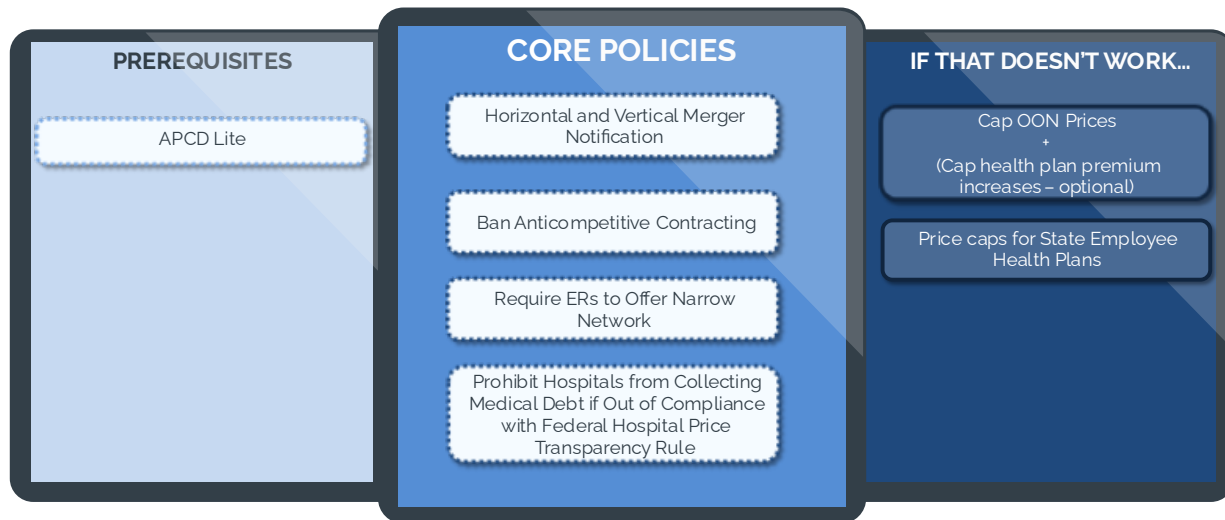 PREREQUISITES
APCD Lite
CORE POLICIES
Horizontal and Vertical Merger
Notification
Ban Anticompetitive Contracting
Require ERs to Offer Narrow
Network
Prohibit Hospitals from Collecting
Medical Debt if Out of Compliance
with Federal Hospital Price
Transparency Rule
IF THAT DOESN'T WORK...
Cap OON Prices
+
(Cap health plan premium
increases – optional)
Price caps for State Employee
Health Plans